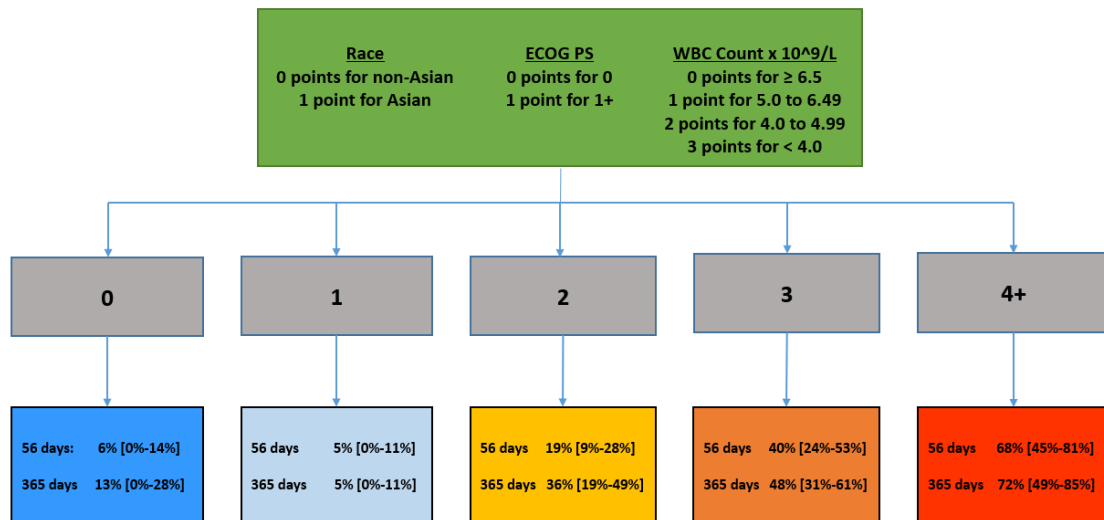 Race
0 points for non-Asian
1 point for Asian
ECOG PS
0 points for 0
1 point for 1+
WBC Count x 10^9/L
0 points for ≥ 6.5
1 point for 5.0 to 6.49
2 points for 4.0 to 4.99
3 points for < 4.0
0
1
2
3
4+
56 days: 6% [0%-14%]
365 days 13% [0%-28%]
56 days 5% [0%-11%]
365 days 5% [0%-11%]
56 days 19% [9%-28%]
365 days 36% [19%-49%]
56 days 40% [24%-53%]
365 days 48% [31%-61%]
56 days 68% [45%-81%]
365 days 72% [49%-85%]